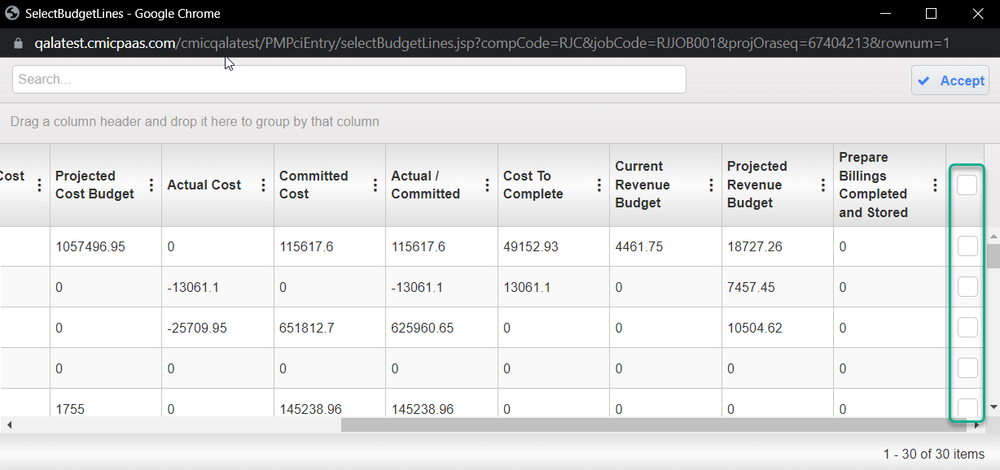 SelectBudgetLines - Google Chrome
qalatest.cmicpaas.com/cmicqalatest/PMPciEntry/selectBudgetLines.jsp?compCode=RJC&jobCode=RJJOB001&projOraseq=67404213&rownum=1
Search...
Accept
Drag a column header and drop it here to group by that column
Cost
Projected
Cost Budget
Actual Cost
Committed
Cost
Actual /
Committed
Cost To
Complete
Current
Revenue
Budget
Projected
Revenue
Budget
Prepare
Billings
Completed
and Stored
1057496.95 0 115617.6 115617.6 49152.93 4461.75 18727.26 0
0 -13061.1 0 -13061.1 13061.1 0 7457.45 0
0 -25709.95 651812.7 625960.65 0 0 10504.62 0
0 0 0 0 0 0 0 0
1755 0 145238.96 145238.96 0 0 0 0
1 - 30 of 30 items